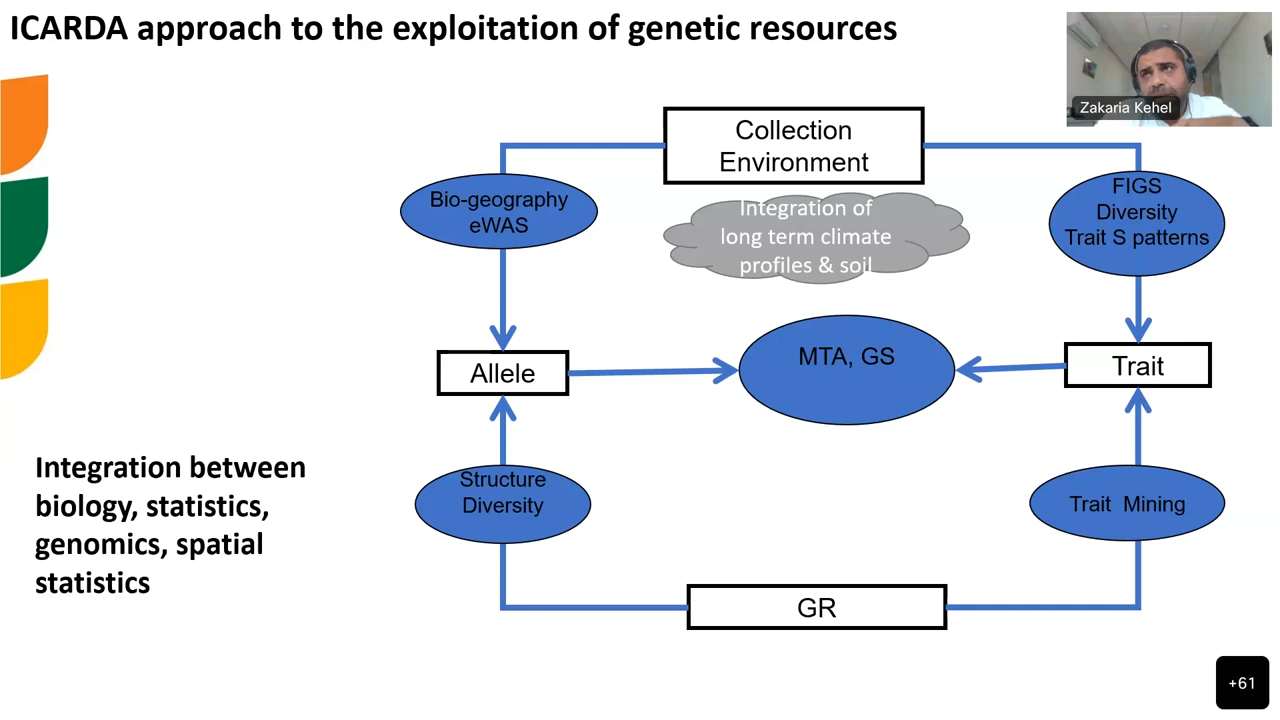 ICARDA approach to the exploitation of genetic resources
Zakaria Kehel
Collection
Environment
Bio-geography
eWAS
Integration of
long term climate
profiles & soil
FIGS
Diversity
Trait S patterns
Allele
MTA, GS
Trait
Integration between
biology, statistics,
genomics, spatial
statistics
Structure
Diversity
Trait  Mining
GR
+61